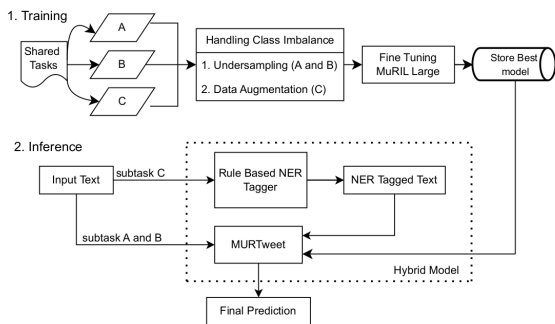 1. Training
Shared
Tasks
A
B
C
Handling Class Imbalance
1. Undersampling (A and B)
2. Data Augmentation (C)
Fine Tuning
MuRIL Large
Store Best
model
2. Inference
Input Text
subtask C
subtask A and B
Rule Based NER
Tagger
NER Tagged Text
MURTweet
Hybrid Model
Final Prediction